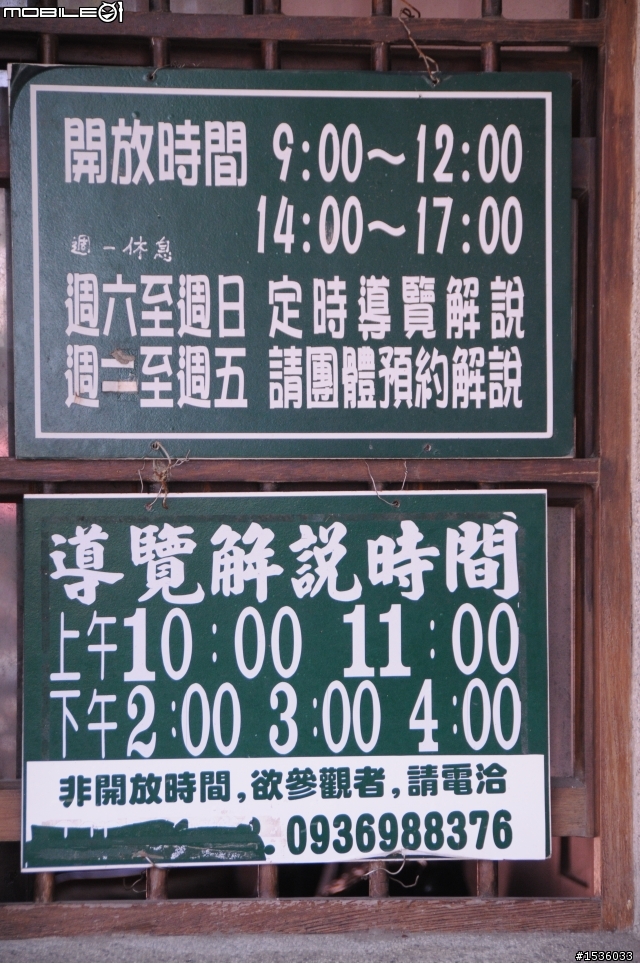 MOBILE01
開放時間 9:00～12:00
14:00～17:00
週一休息
週六至週日 定時導覽解說
週二至週五 請團體預約解說
導覽解說時間
上午10:00 11:00
下午2:00 3:00 4:00
非開放時間,欲參觀者,請電洽
0936988376
#1536033